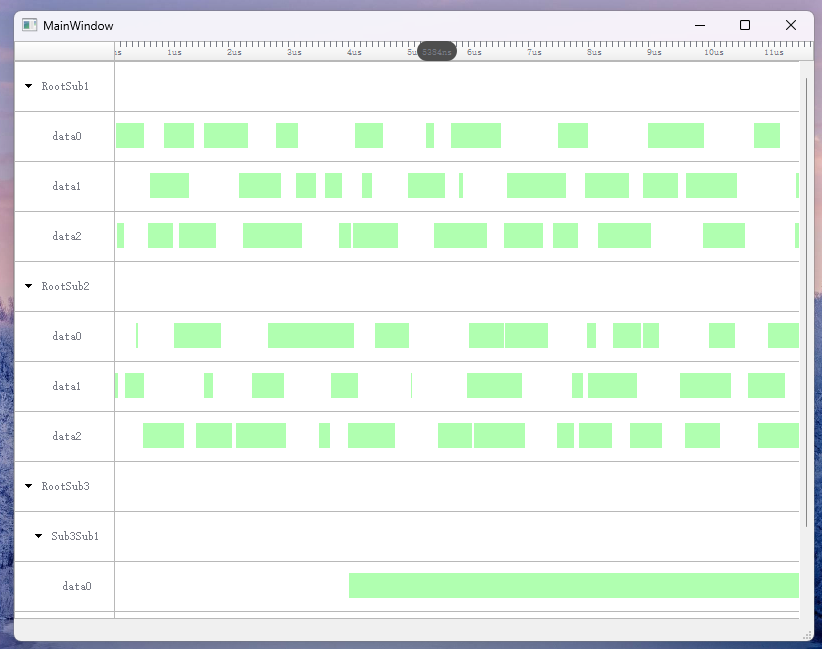 MainWindow
1us 2us 3us 4us 5354ns 6us 7us 8us 9us 10us 11us
RootSub1
data0
data1
data2
RootSub2
data0
data1
data2
RootSub3
Sub3Sub1
data0